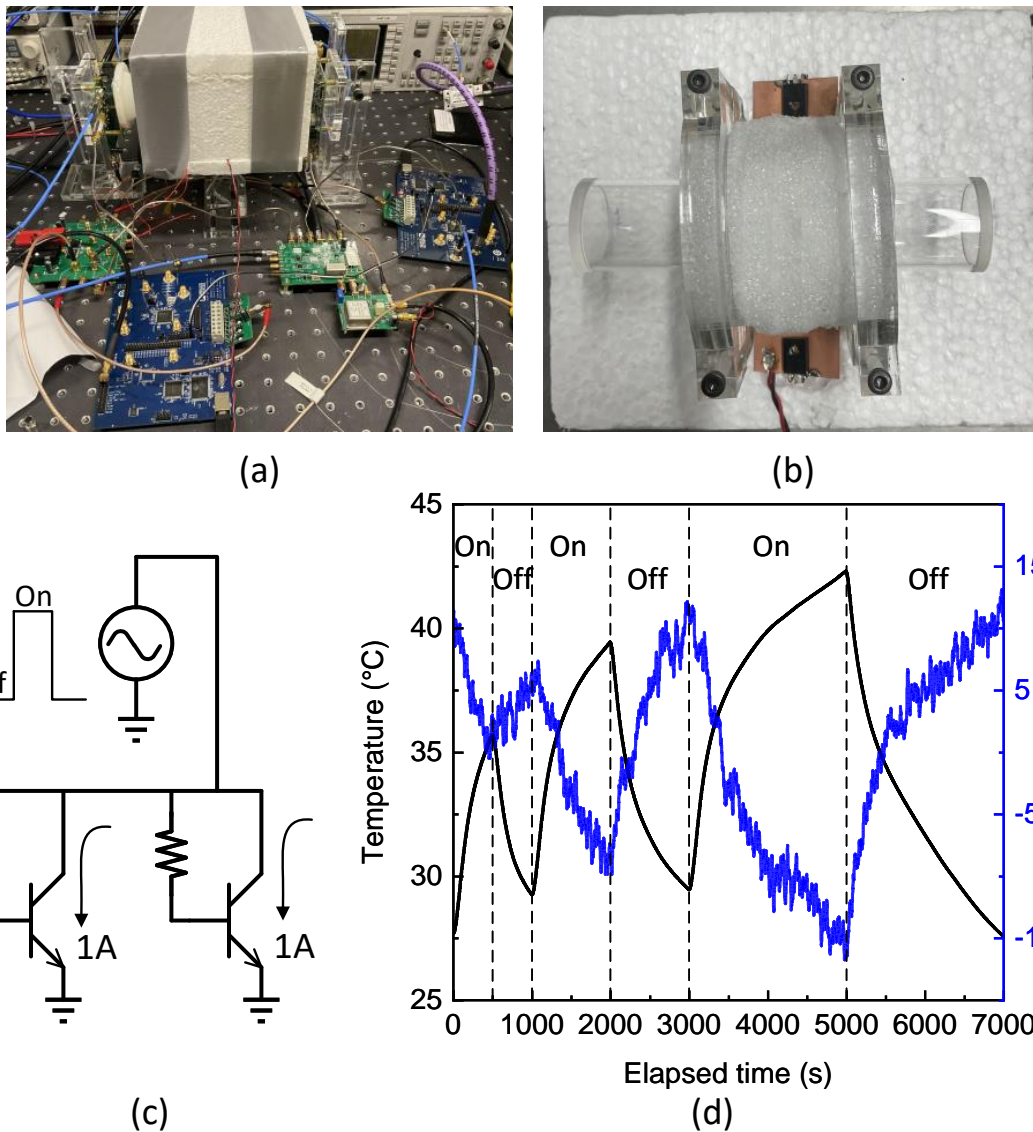 (a)
(b)
On
f
1A
1A
(c)
45
40
35
30
25
Temperature (°C)
On
Off
On
Off
On
Off
15
5
-5
-1
0
1000
2000
3000
4000
5000
6000
7000
Elapsed time (s)
(d)